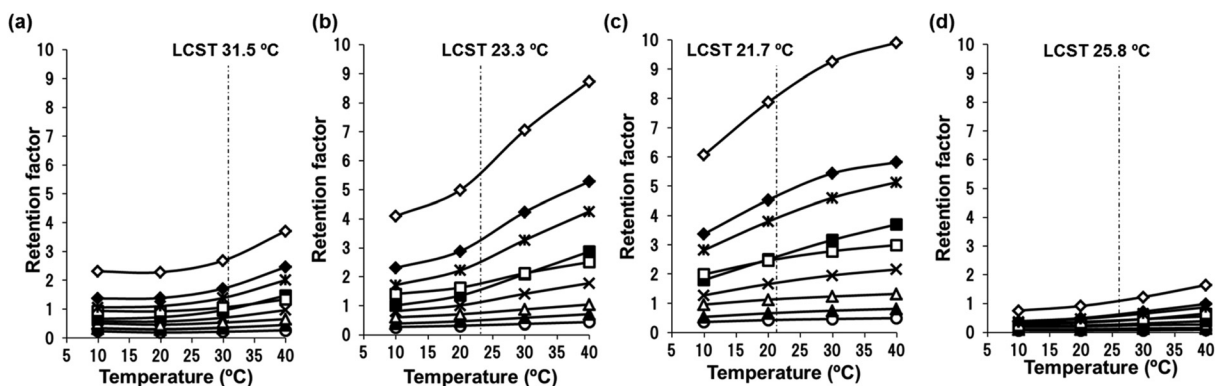 (a)
LCST 31.5 ºC
Retention factor
10
9
8
7
6
5
4
3
2
1
0
5 10 15 20 25 30 35 40
Temperature (ºC)
(b)
LCST 23.3 ºC
Retention factor
10
9
8
7
6
5
4
3
2
1
0
5 10 15 20 25 30 35 40
Temperature (ºC)
(c)
LCST 21.7 ºC
Retention factor
10
9
8
7
6
5
4
3
2
1
0
5 10 15 20 25 30 35 40
Temperature (ºC)
(d)
LCST 25.8 ºC
Retention factor
10
9
8
7
6
5
4
3
2
1
0
5 10 15 20 25 30 35 40
Temperature (ºC)